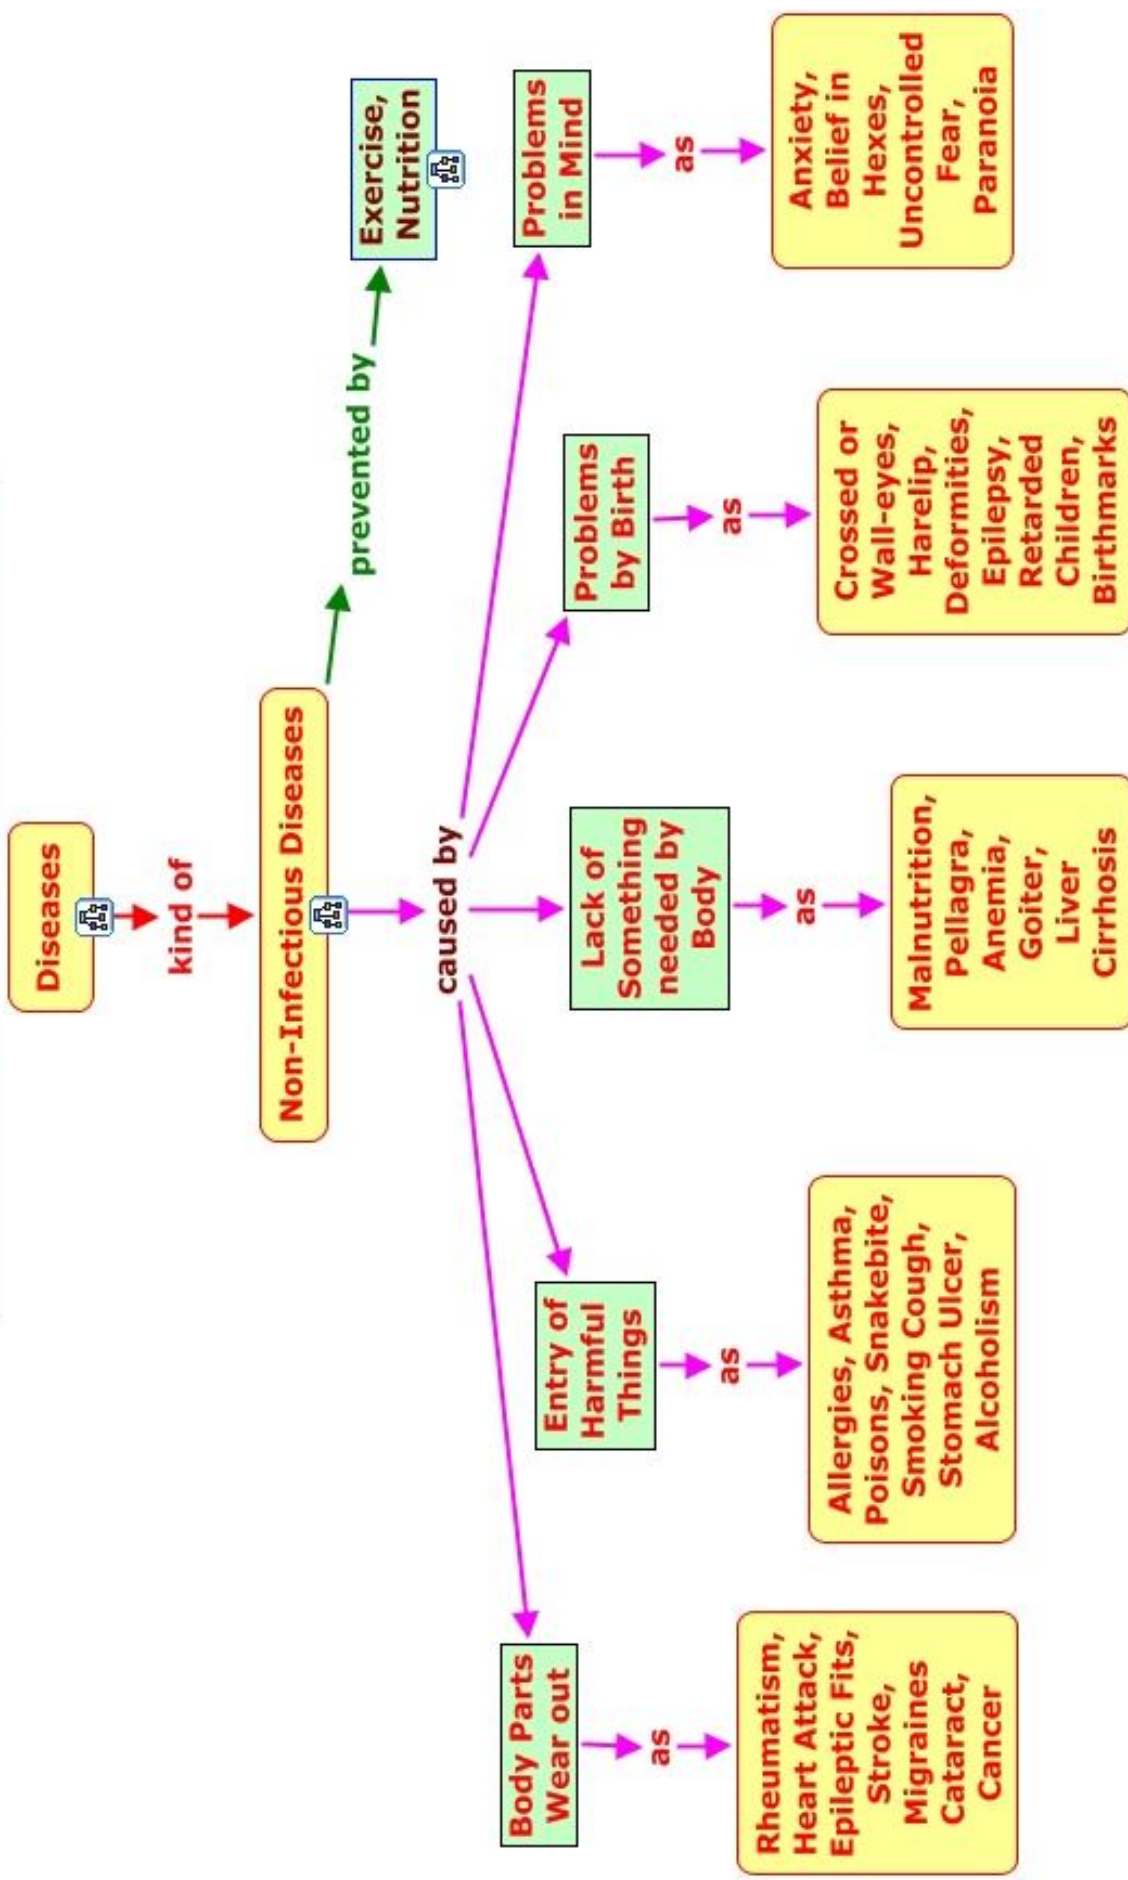 Diseases
kind of
Non-Infectious Diseases
prevented by
Exercise,
Nutrition
caused by
Body Parts
Wear out
as
Rheumatism,
Heart Attack,
Epileptic Fits,
Stroke,
Migraines
Cataract,
Cancer
Entry of
Harmful
Things
as
Allergies, Asthma,
Poisons, Snakebite,
Smoking Cough,
Stomach Ulcer,
Alcoholism
Lack of
Something
needed by
Body
as
Malnutrition,
Pellagra,
Anemia,
Goiter,
Liver
Cirrhosis
Problems
by Birth
as
Crossed or
Wall-eyes,
Harelip,
Deformities,
Epilepsy,
Retarded
Children,
Birthmarks
Problems
in Mind
as
Anxiety,
Belief in
Hexes,
Uncontrolled
Fear,
Paranoia